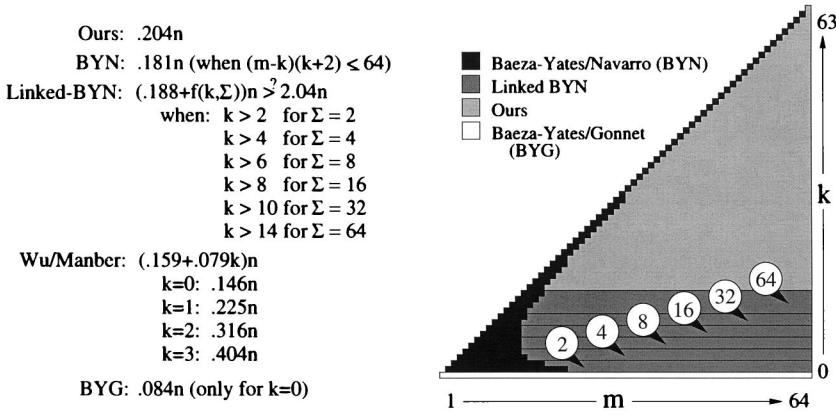 Ours: .204n
BYN: .181n (when (m-k)(k+2) ≤ 64)
Linked-BYN: (.188+f(k,Σ))n >? 2.04n
when: k > 2 for Σ = 2
k > 4 for Σ = 4
k > 6 for Σ = 8
k > 8 for Σ = 16
k > 10 for Σ = 32
k > 14 for Σ = 64
Wu/Manber: (.159+.079k)n
k=0: .146n
k=1: .225n
k=2: .316n
k=3: .404n
BYG: .084n (only for k=0)
Baeza-Yates/Navarro (BYN)
Linked BYN
Ours
Baeza-Yates/Gonnet
(BYG)
63
k
0
2
4
8
16
32
64
1
m
64